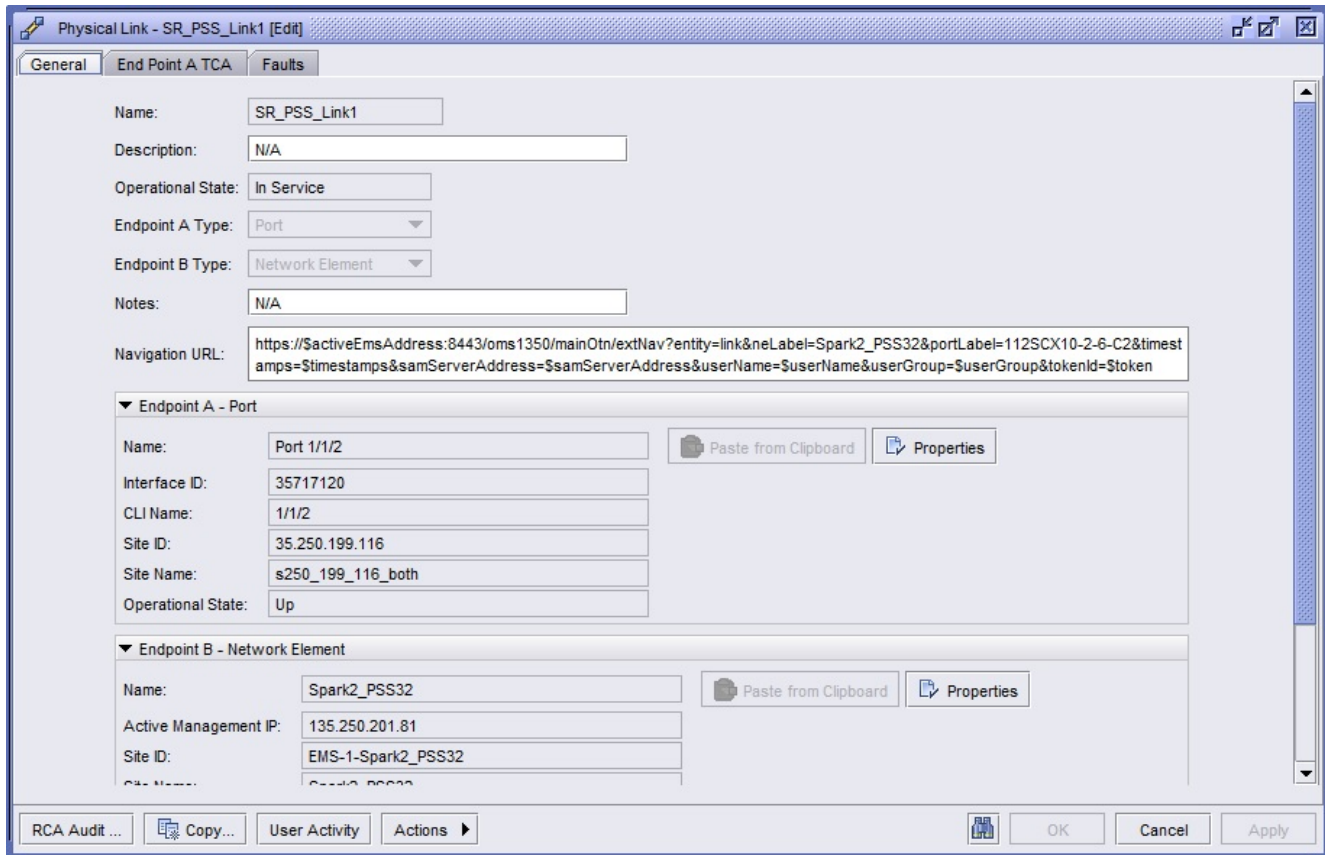 Physical Link - SR_PSS_Link1 [Edit]
General End Point A TCA Faults
Name: SR_PSS_Link1
Description: N/A
Operational State: In Service
Endpoint A Type: Port
Endpoint B Type: Network Element
Notes: N/A
Navigation URL: https://$activeEmsAddress:8443/oms1350/mainOtn/extNav?entity=link&neLabel=Spark2_PSS32&portLabel=112SCX10-2-6-C2&timest
amps=$timestamps&samServerAddress=$samServerAddress&userName=$userName&userGroup=$userGroup&tokenId=$token
Endpoint A - Port
Name: Port 1/1/2 Paste from Clipboard Properties
Interface ID: 35717120
CLI Name: 1/1/2
Site ID: 35.250.199.116
Site Name: s250_199_116_both
Operational State: Up
Endpoint B - Network Element
Name: Spark2_PSS32 Paste from Clipboard Properties
Active Management IP: 135.250.201.81
Site ID: EMS-1-Spark2_PSS32
Site Name: Spark2_PSS32
RCA Audit ... Copy... User Activity Actions OK Cancel Apply